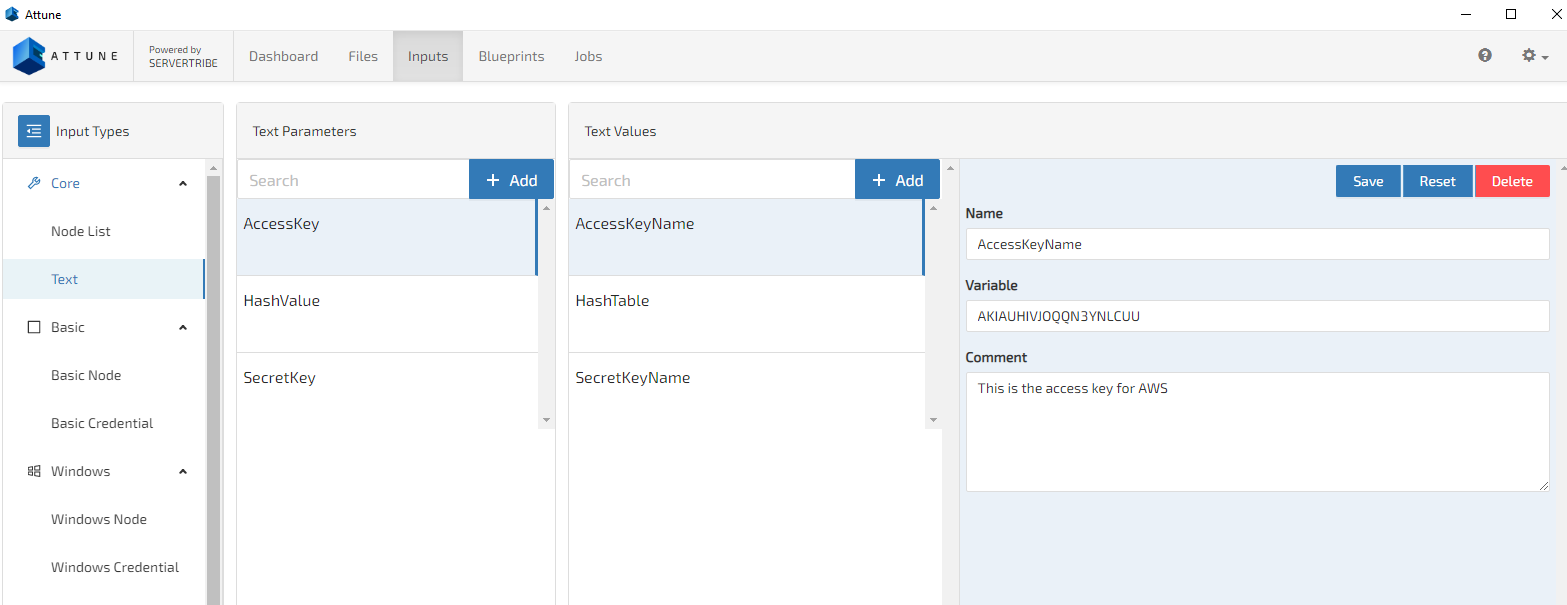 Attune
ATTUNE
Powered by
SERVERTRIBE
Dashboard
Files
Inputs
Blueprints
Jobs
Input Types
Core
Node List
Text
Basic
Basic Node
Basic Credential
Windows
Windows Node
Windows Credential
Text Parameters
Search
+ Add
AccessKey
HashValue
SecretKey
Text Values
Search
+ Add
AccessKeyName
HashTable
SecretKeyName
Save
Reset
Delete
Name
AccessKeyName
Variable
AKIAUHIVJOQQN3YNLCUU
Comment
This is the access key for AWS